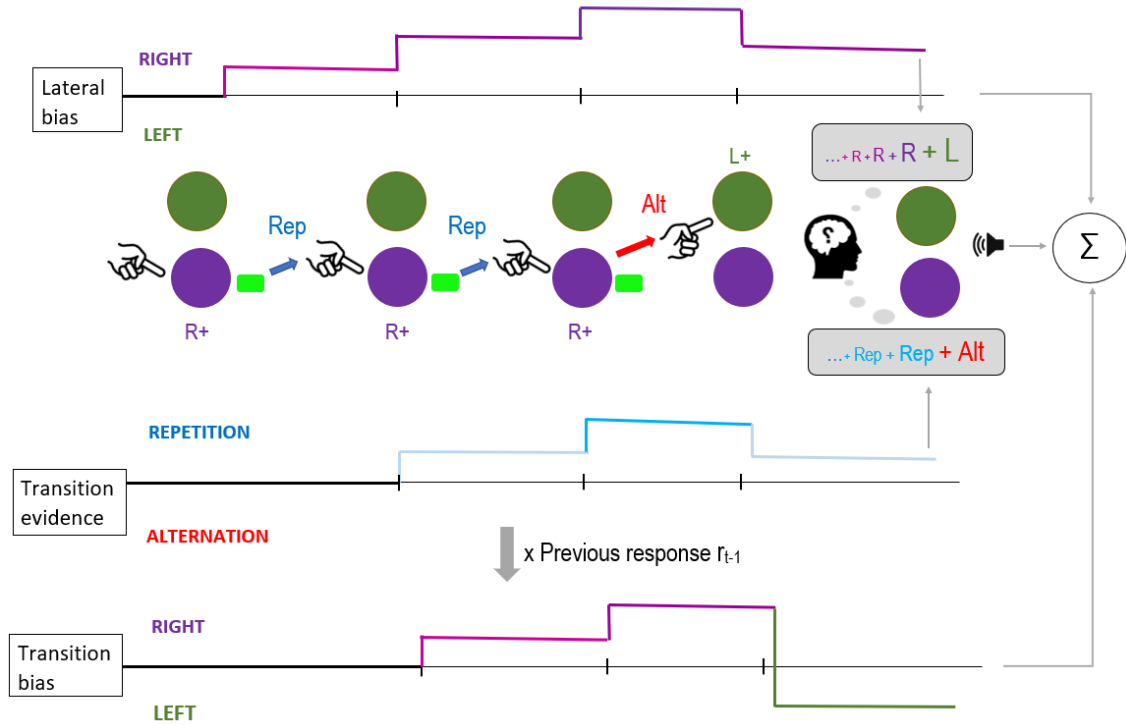 RIGHT
Lateral
bias
LEFT
... + R + R + R + L
L+
Rep
Rep
Alt
?
Σ
R+
R+
R+
... + Rep + Rep + Alt
REPETITION
Transition
evidence
ALTERNATION
x Previous response rt-1
RIGHT
Transition
bias
LEFT